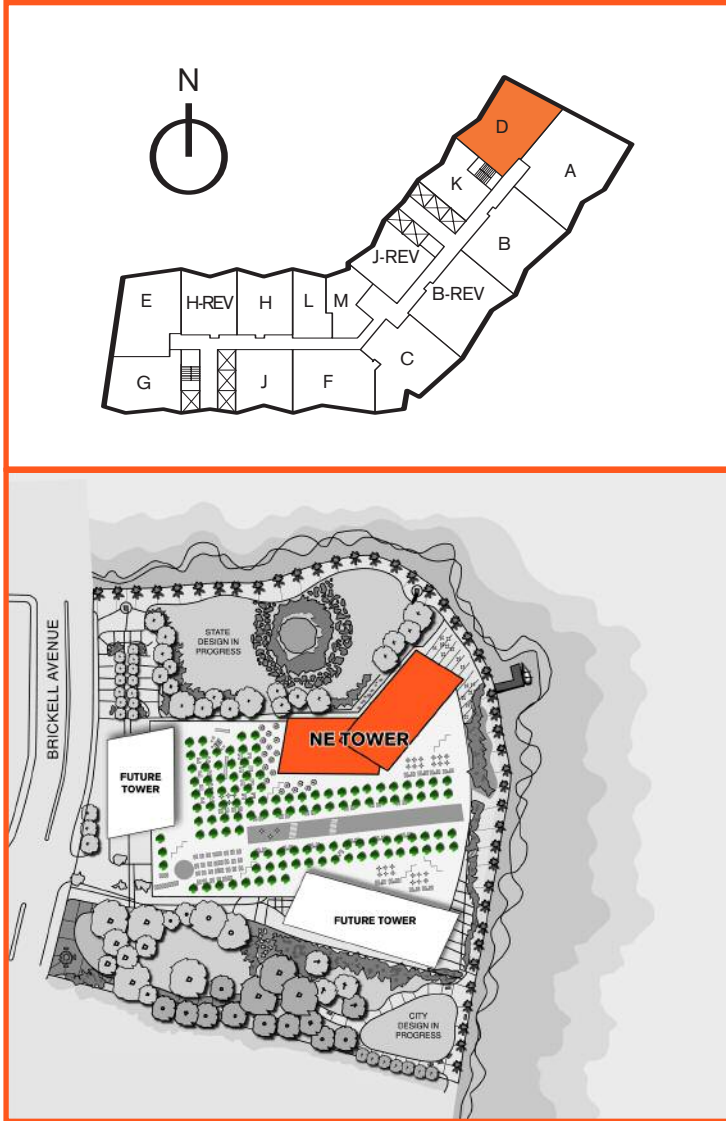 N
D
A
K
B
J-REV
B-REV
E
H-REV
H
L
M
C
G
J
F
BRICKELL AVENUE
STATE
DESIGN IN
PROGRESS
NE TOWER
FUTURE
TOWER
FUTURE TOWER
CITY
DESIGN IN
PROGRESS